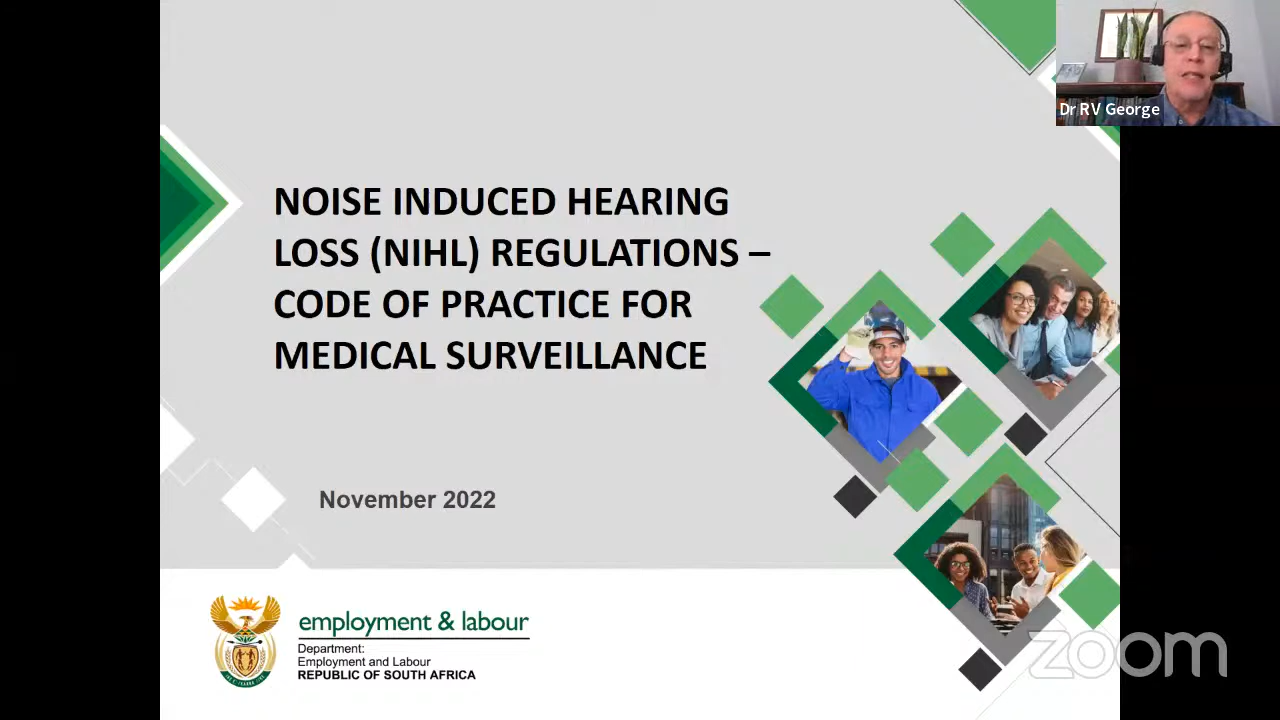 Dr RV George
NOISE INDUCED HEARING
LOSS (NIHL) REGULATIONS –
CODE OF PRACTICE FOR
MEDICAL SURVEILLANCE
November 2022
employment & labour
Department:
Employment and Labour
REPUBLIC OF SOUTH AFRICA
zoom